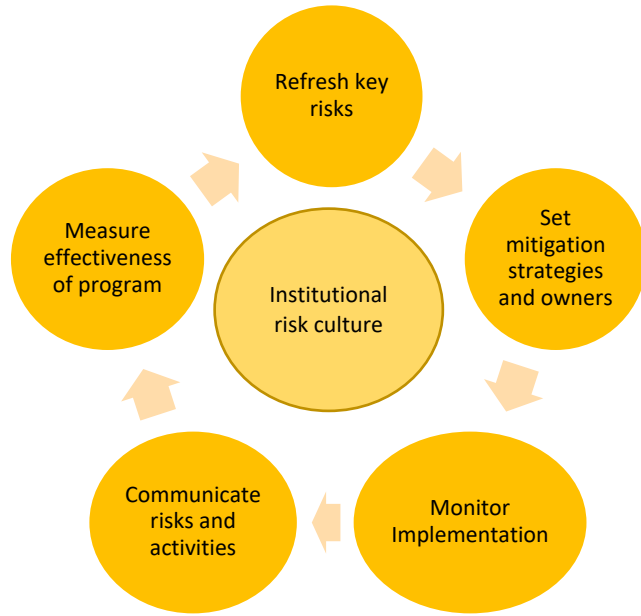 Refresh key
risks
Set
mitigation
strategies
and owners
Monitor
Implementation
Communicate
risks and
activities
Measure
effectiveness
of program
Institutional
risk culture